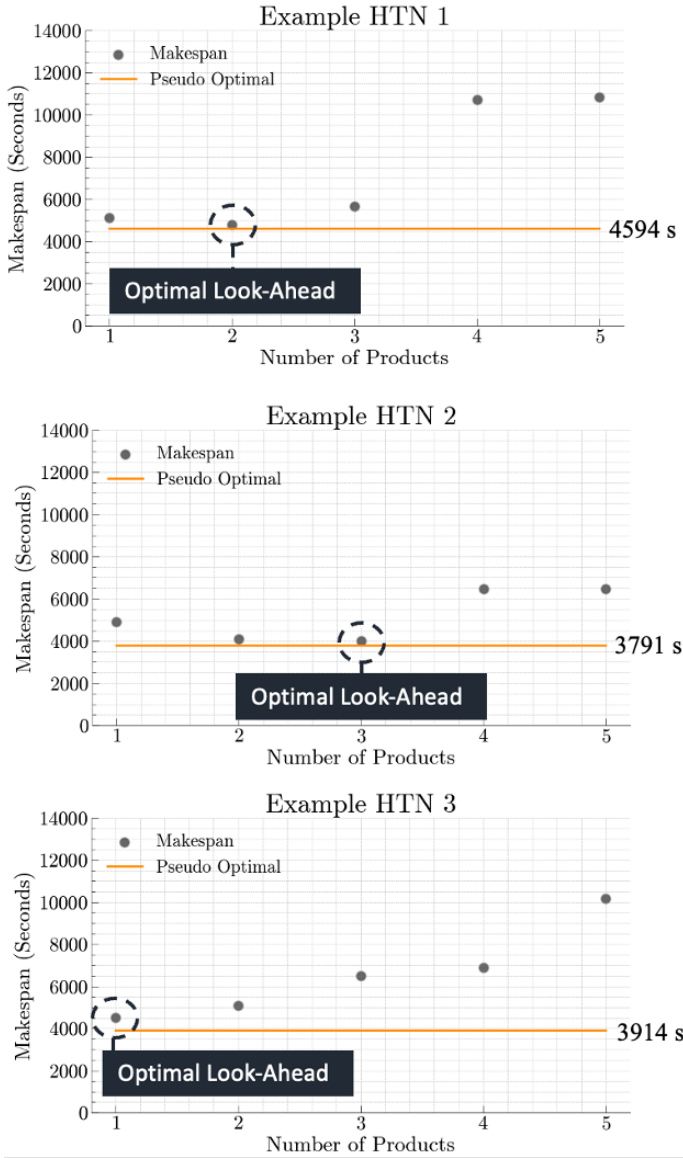 Example HTN 1
14000
12000
10000
8000
6000
4000
2000
0
Makespan (Seconds)
Makespan
Pseudo Optimal
4594 s
Optimal Look-Ahead
1 2 3 4 5
Number of Products
Example HTN 2
14000
12000
10000
8000
6000
4000
2000
0
Makespan (Seconds)
Makespan
Pseudo Optimal
3791 s
Optimal Look-Ahead
1 2 3 4 5
Number of Products
Example HTN 3
14000
12000
10000
8000
6000
4000
2000
0
Makespan (Seconds)
Makespan
Pseudo Optimal
3914 s
Optimal Look-Ahead
1 2 3 4 5
Number of Products